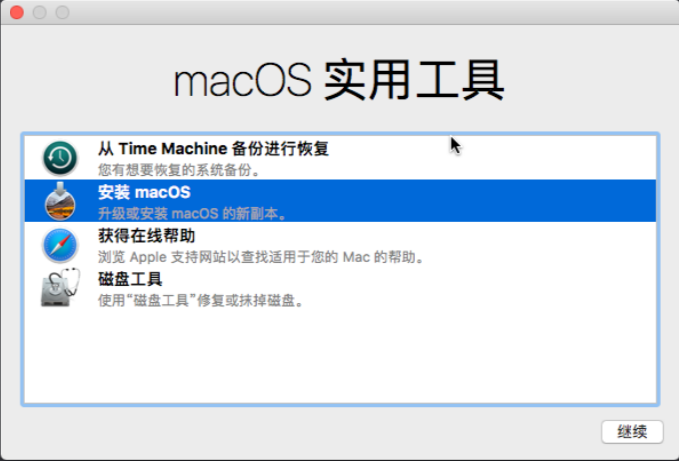 macOS 实用工具
从 Time Machine 备份进行恢复
您有想要恢复的系统备份。
安装 macOS
升级或安装 macOS 的新副本。
获得在线帮助
浏览 Apple 支持网站以查找适用于您的 Mac 的帮助。
磁盘工具
使用“磁盘工具”修复或抹掉磁盘。
继续